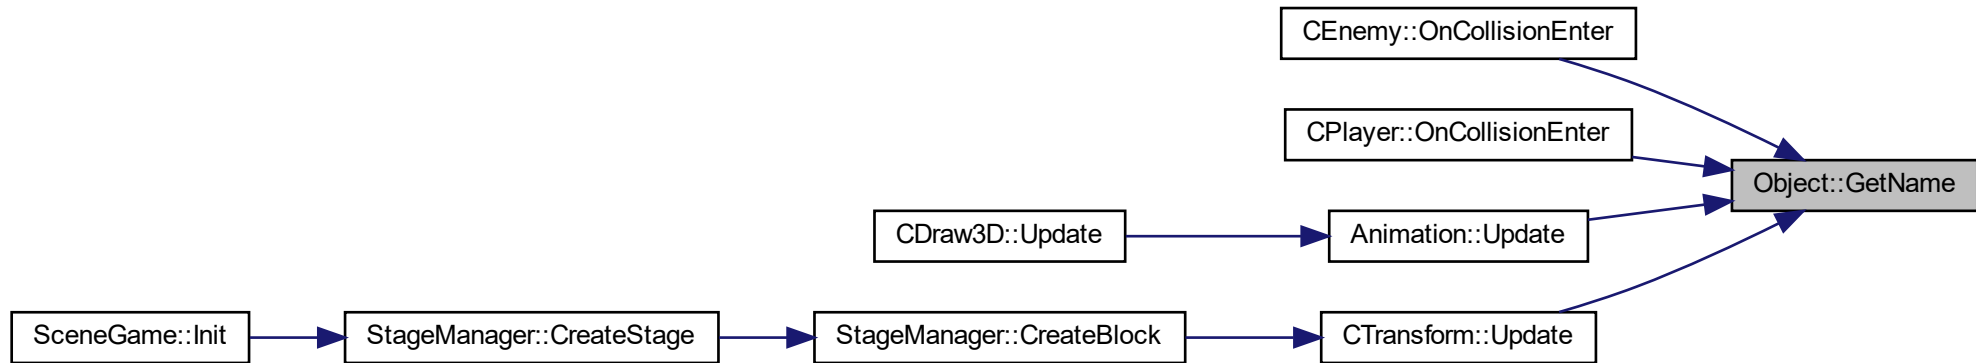 CEnemy::OnCollisionEnter
CPlayer::OnCollisionEnter
Object::GetName
CDraw3D::Update
Animation::Update
SceneGame::Init
StageManager::CreateStage
StageManager::CreateBlock
CTransform::Update